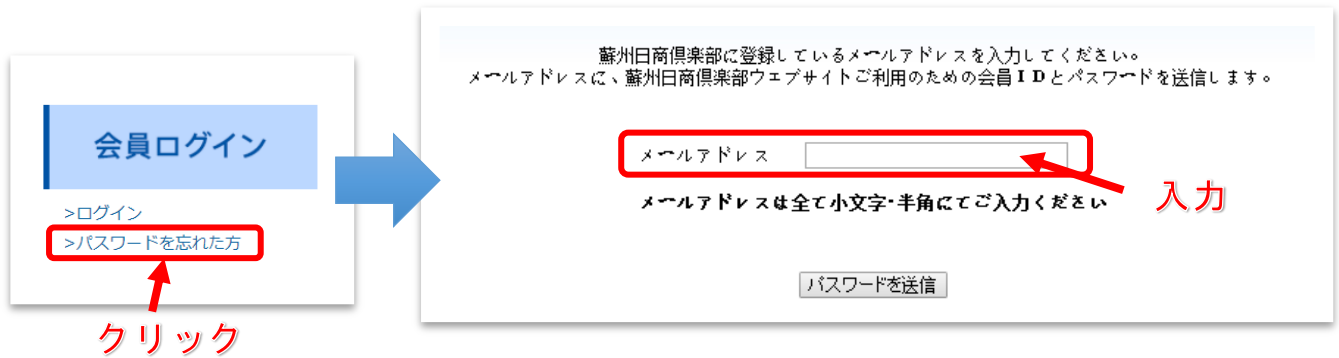 会員ログイン
>ログイン
>パスワードを忘れた方
クリック
蘇州日商倶楽部に登録しているメールアドレスを入力してください。
メールアドレスに、蘇州日商倶楽部ウェブサイトご利用のための会員IDとパスワードを送信します。
メールアドレス
入力
メールアドレスは全て小文字・半角にてご入力ください
パスワードを送信